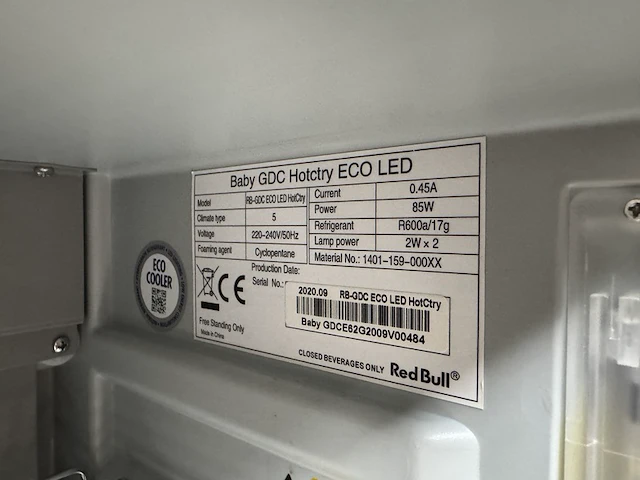 Baby GDC Hotctry ECO LED
Model RB-GDC ECO LED HotCtry
Climate type 5
Voltage 220-240V/50Hz
Foaming agent Cyclopentane
Current 0.45A
Power 85W
Refrigerant R600a/17g
Lamp power 2W × 2
Material No.: 1401-159-000XX
Production Date:
Serial No.:
2020.09 RB-GDC ECO LED HotCtry
Baby GDCE62G2009V00484
CE
Free Standing Only
Made in China
CLOSED BEVERAGES ONLY Red Bull®
ECO
COOLER